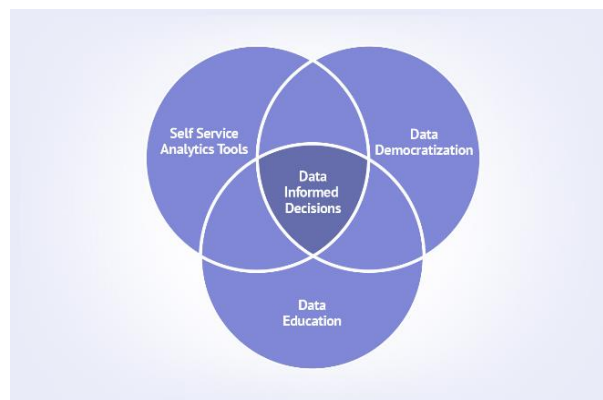 Self Service
Analytics Tools
Data
Democratization
Data
Informed
Decisions
Data
Education